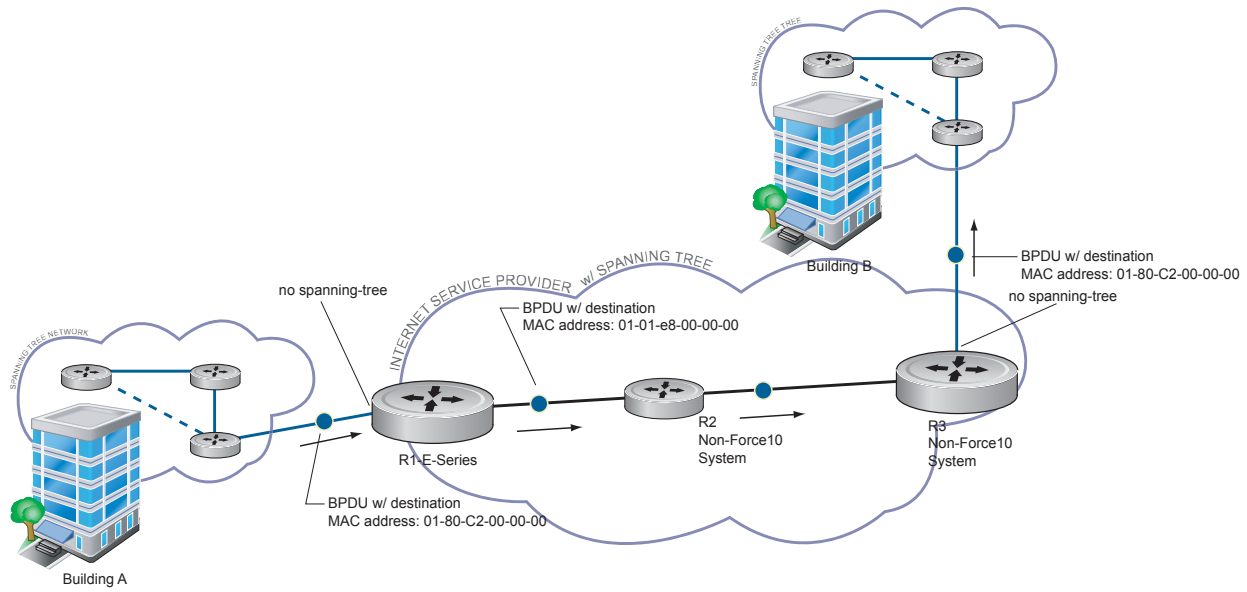 SPANNING TREE TREE
Building B
BPDU w/ destination
MAC address: 01-80-C2-00-00-00
no spanning-tree
INTERNET SERVICE PROVIDER w/ SPANNING TREE
no spanning-tree
BPDU w/ destination
MAC address: 01-01-e8-00-00-00
SPANNING TREE NETWORK
R2
Non-Force10
System
R3
Non-Force10
System
R1-E-Series
BPDU w/ destination
MAC address: 01-80-C2-00-00-00
Building A